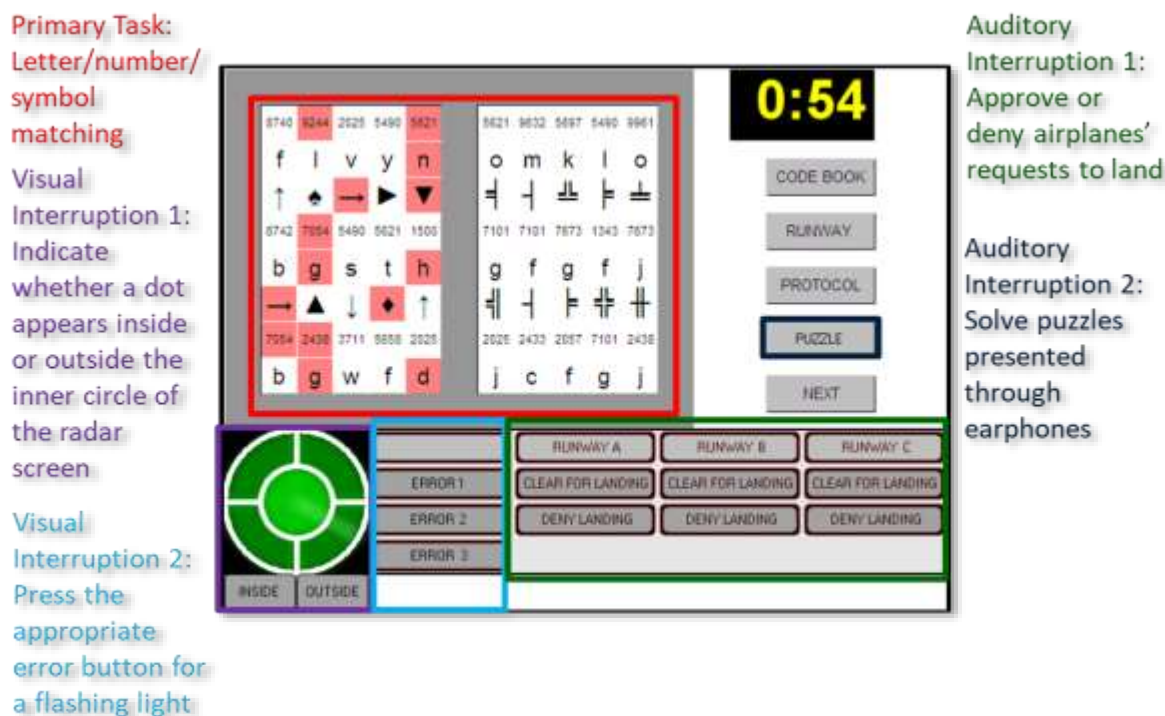 Primary Task:
Letter/number/
symbol
matching
Visual
Interruption 1:
Indicate
whether a dot
appears inside
or outside the
inner circle of
the radar
screen
Visual
Interruption 2:
Press the
appropriate
error button for
a flashing light
8740 9244 2025 5490 5621
f l v y n
↑ ♠ → ▶ ▼
8742 7054 5490 5621 1500
b g s t h
→ ▲ ↓ ♦ ↑
7054 2438 3711 5658 2025
b g w f d
5621 9632 5697 5490 9961
o m k l o
╡ ┤ ╩ ╞ ╧
7101 7101 7673 1343 7673
g f g f j
╣ ┤ ╞ ╬ ╫
2025 2433 2057 7101 2438
j c f g j
0:54
CODE BOOK
RUNWAY
PROTOCOL
PUZZLE
NEXT
INSIDE OUTSIDE
ERROR 1
ERROR 2
ERROR 3
RUNWAY A RUNWAY B RUNWAY C
CLEAR FOR LANDING CLEAR FOR LANDING CLEAR FOR LANDING
DENY LANDING DENY LANDING DENY LANDING
Auditory
Interruption 1:
Approve or
deny airplanes’
requests to land
Auditory
Interruption 2:
Solve puzzles
presented
through
earphones